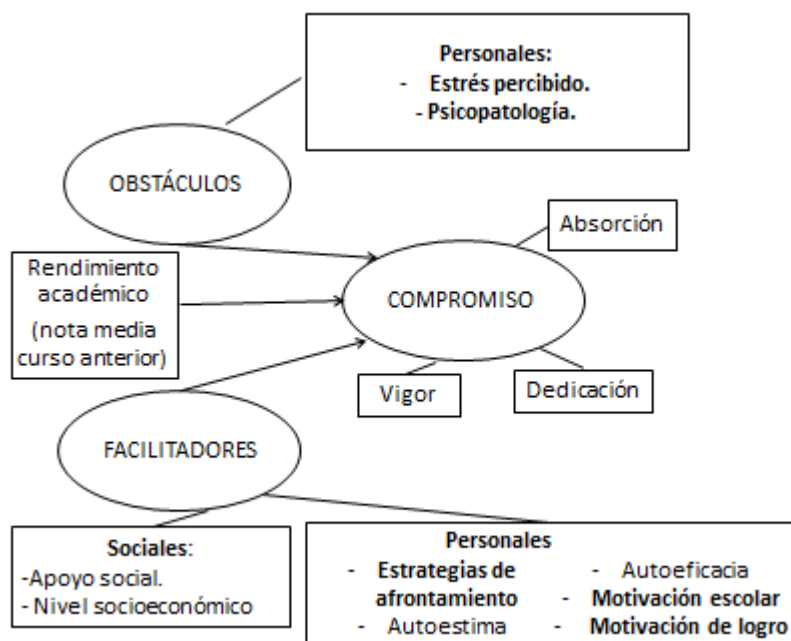 Personales:
- Estrés percibido.
- Psicopatología.
OBSTÁCULOS
Absorción
Rendimiento
académico
(nota media
curso anterior)
COMPROMISO
Vigor
Dedicación
FACILITADORES
Sociales:
-Apoyo social.
- Nivel socioeconómico
Personales
- Estrategias de
afrontamiento
- Autoestima
- Autoeficacia
- Motivación escolar
- Motivación de logro